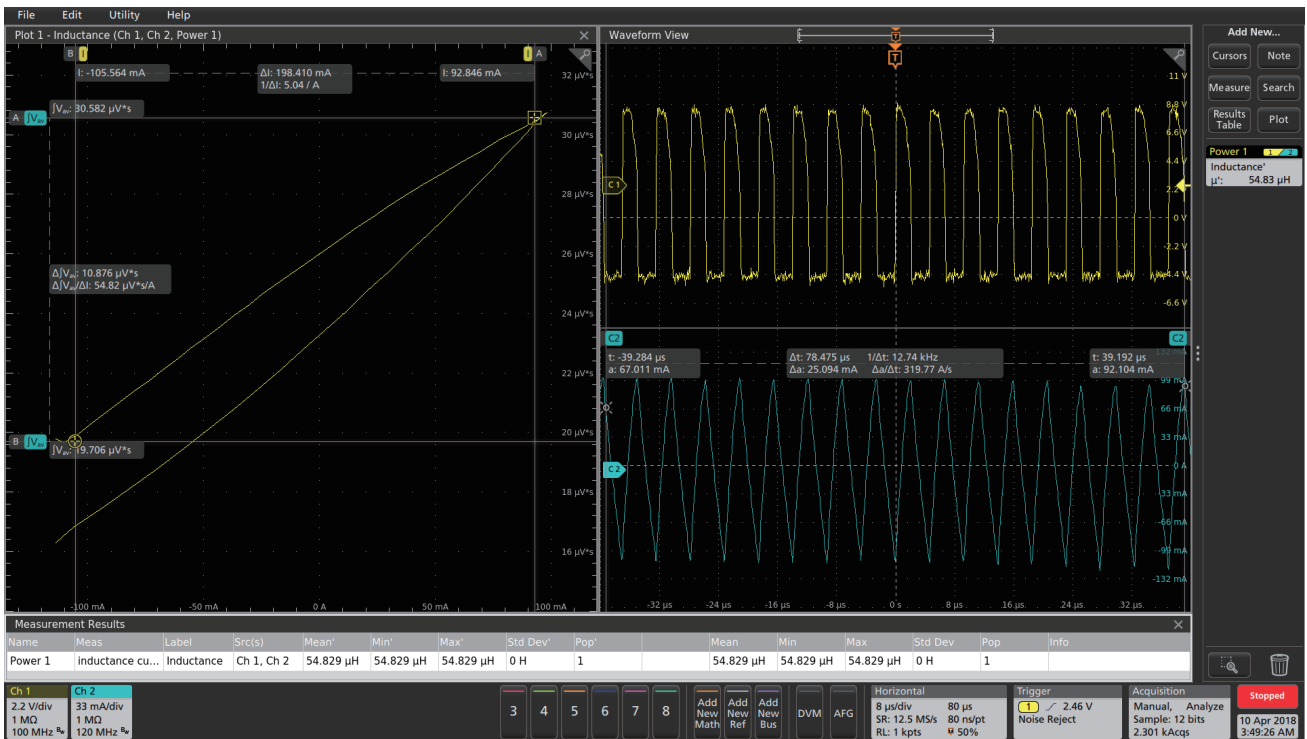 File Edit Utility Help
Plot 1 - Inductance (Ch 1, Ch 2, Power 1)
B I
I A
I: -105.564 mA
ΔI: 198.410 mA
1/ΔI: 5.04 / A
I: 92.846 mA
32 µV*s
∫Vav: 30.582 µV*s
A ∫Vav
30 µV*s
28 µV*s
26 µV*s
Δ∫Vav: 10.876 µV*s
Δ∫Vav/ΔI: 54.82 µV*s/A
24 µV*s
22 µV*s
20 µV*s
B ∫Vav
∫Vav: 19.706 µV*s
18 µV*s
16 µV*s
-100 mA -50 mA 0 A 50 mA 100 mA
Waveform View
T
T
11 V
8.8 V
6.6 V
4.4 V
C 1
2.2 V
0 V
-2.2 V
-4.4 V
-6.6 V
C2 C2
132 mA
t: -39.284 µs
a: 67.011 mA
Δt: 78.475 µs 1/Δt: 12.74 kHz
Δa: 25.094 mA Δa/Δt: 319.77 A/s
t: 39.192 µs
a: 92.104 mA
99 mA
66 mA
33 mA
C 2
0 A
-33 mA
-66 mA
-99 mA
-132 mA
-32 µs -24 µs -16 µs -8 µs 0 s 8 µs 16 µs 24 µs 32 µs
Add New...
Cursors Note
Measure Search
Results Table Plot
Power 1 1 2
Inductance'
µ': 54.83 µH
Measurement Results
Name Meas Label Src(s) Mean' Min' Max' Std Dev' Pop' Mean Min Max Std Dev Pop Info
Power 1 inductance cu... Inductance Ch 1, Ch 2 54.829 µH 54.829 µH 54.829 µH 0 H 1 54.829 µH 54.829 µH 54.829 µH 0 H 1
Ch 1
2.2 V/div
1 MΩ
100 MHz Bw
Ch 2
33 mA/div
1 MΩ
120 MHz Bw
3 4 5 6 7 8
Add New Math
Add New Ref
Add New Bus
DVM AFG
Horizontal
8 µs/div 80 µs
SR: 12.5 MS/s 80 ns/pt
RL: 1 kpts 50%
Trigger
1 2.46 V
Noise Reject
Acquisition
Manual, Analyze
Sample: 12 bits
2.301 kAcqs
Stopped
10 Apr 2018
3:49:26 AM